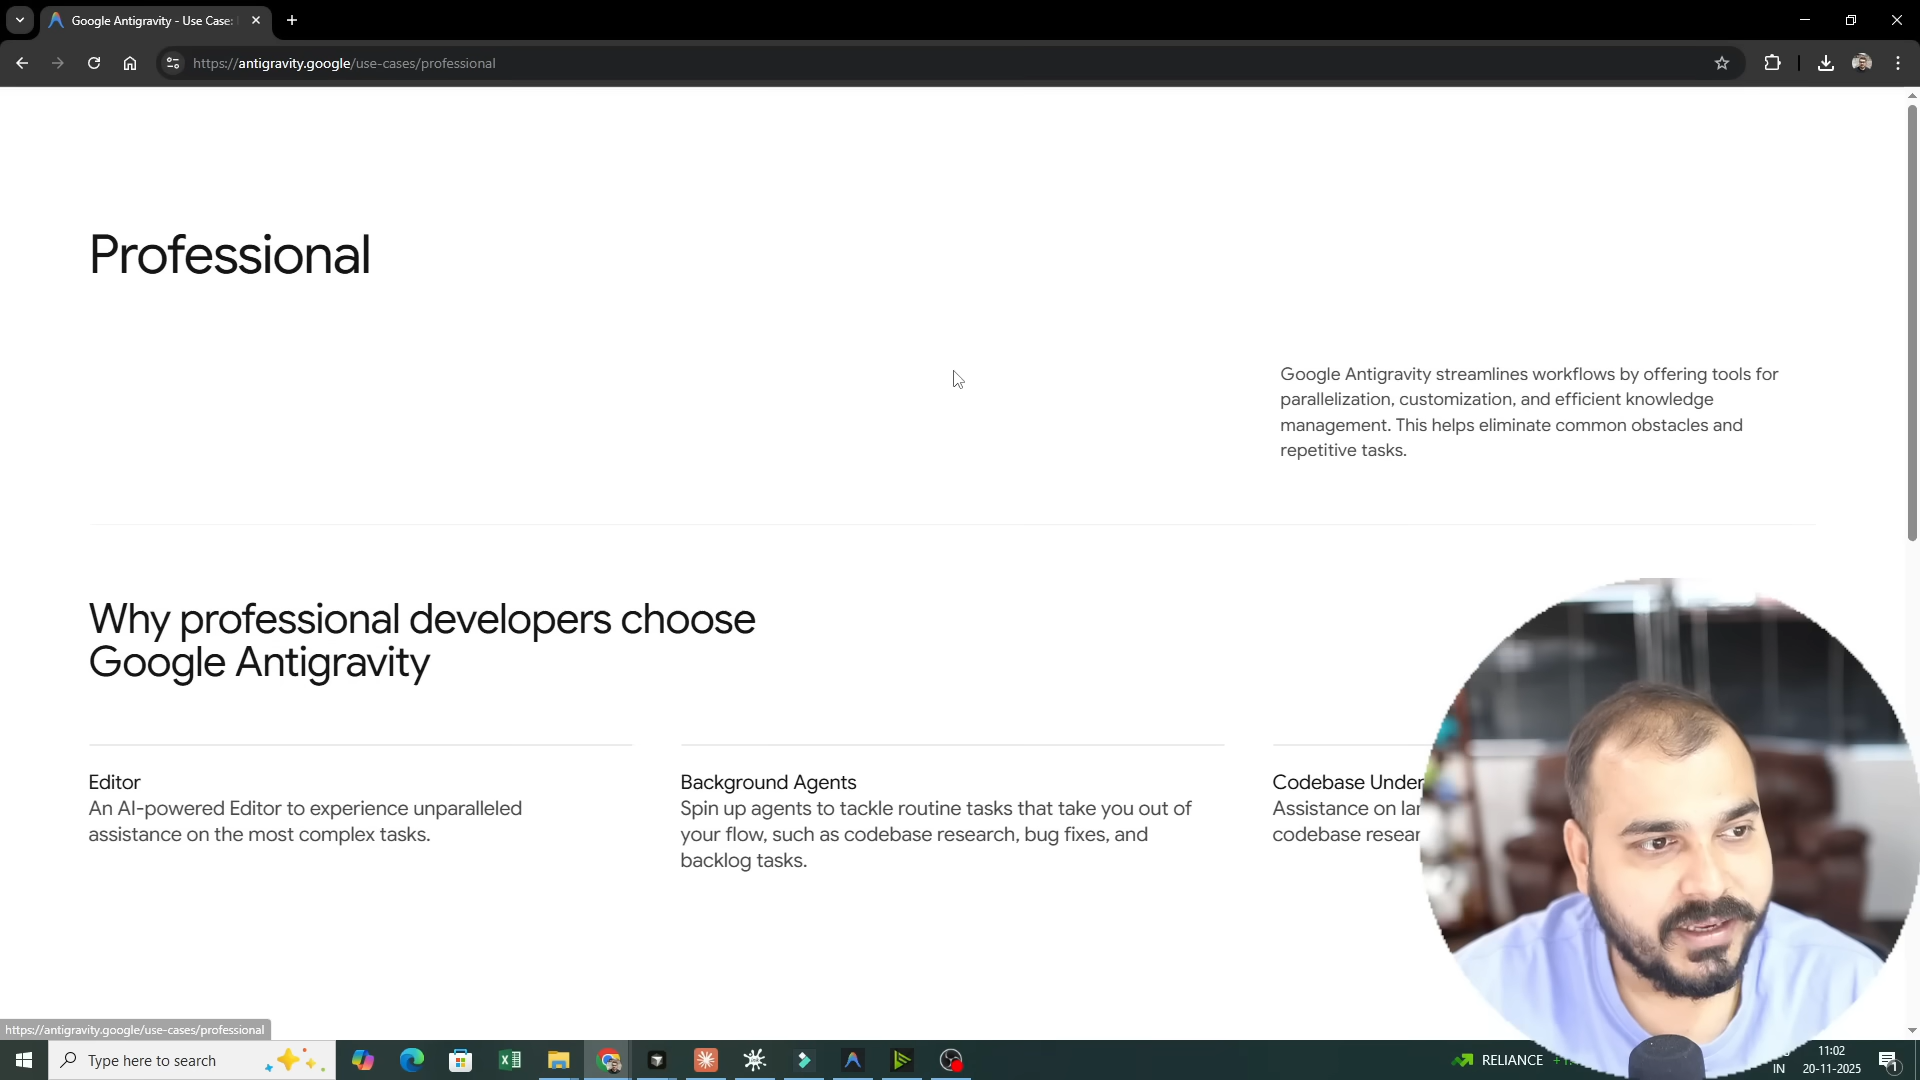 Google Antigravity - Use Case:
https://antigravity.google/use-cases/professional
Professional
Google Antigravity streamlines workflows by offering tools for
parallelization, customization, and efficient knowledge
management. This helps eliminate common obstacles and
repetitive tasks.
Why professional developers choose
Google Antigravity
Editor
An AI-powered Editor to experience unparalleled
assistance on the most complex tasks.
Background Agents
Spin up agents to tackle routine tasks that take you out of
your flow, such as codebase research, bug fixes, and
backlog tasks.
Codebase Under
Assistance on
codebase
https://antigravity.google/use-cases/professional
Type here to search
RELIANCE
11:02
IN
20-11-2025
1